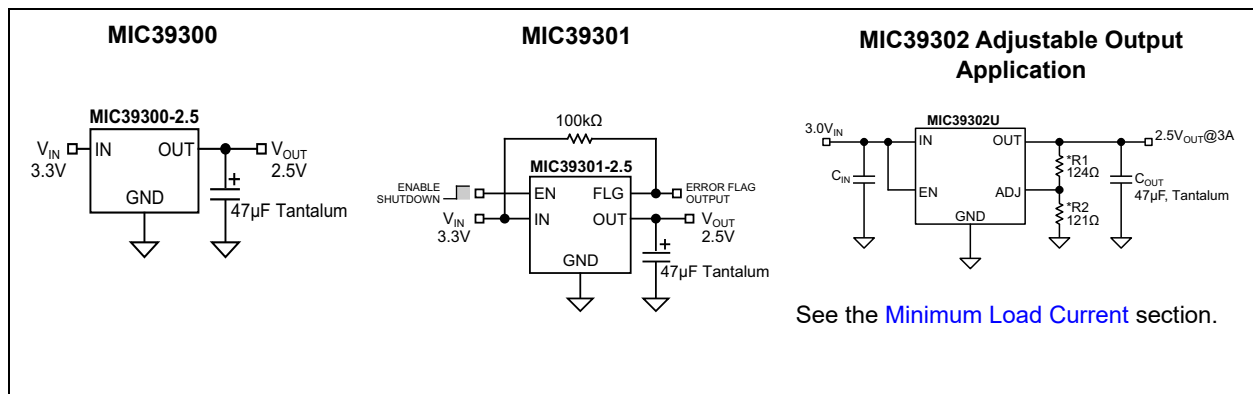 MIC39300
MIC39300-2.5
VIN
3.3V
IN
OUT
GND
VOUT
2.5V
+
47µF Tantalum
MIC39301
100kΩ
MIC39301-2.5
ENABLE
SHUTDOWN
EN
FLG
ERROR FLAG
OUTPUT
VIN
3.3V
IN
OUT
VOUT
2.5V
GND
+
47µF Tantalum
MIC39302 Adjustable Output
Application
MIC39302U
3.0VIN
IN
OUT
2.5VOUT@3A
CIN
EN
ADJ
GND
*R1
124Ω
*R2
121Ω
COUT
47µF, Tantalum
See the Minimum Load Current section.